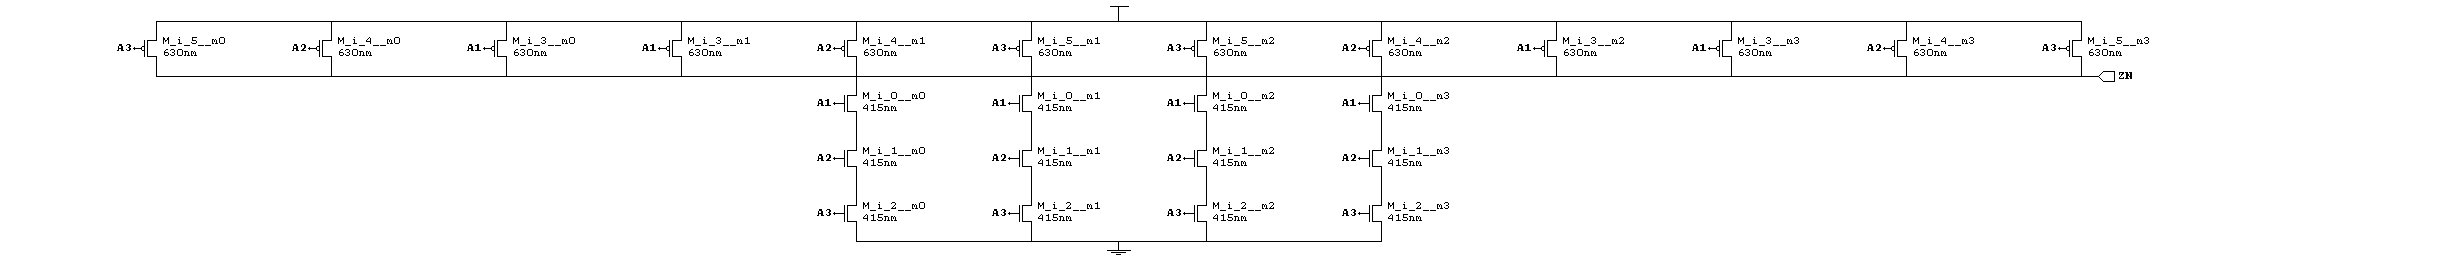 A3 M_i_5__m0 A2 M_i_4__m0 A1 M_i_3__m0 A1 M_i_3__m1 A2 M_i_4__m1 A3 M_i_5__m1 A3 M_i_5__m2 A2 M_i_4__m2 A1 M_i_3__m2 A1 M_i_3__m3 A2 M_i_4__m3 A3 M_i_5__m3
630nm 630nm 630nm 630nm 630nm 630nm 630nm 630nm 630nm 630nm 630nm 630nm
ZN
A1 M_i_0__m0 A1 M_i_0__m1 A1 M_i_0__m2 A1 M_i_0__m3
415nm 415nm 415nm 415nm
A2 M_i_1__m0 A2 M_i_1__m1 A2 M_i_1__m2 A2 M_i_1__m3
415nm 415nm 415nm 415nm
A3 M_i_2__m0 A3 M_i_2__m1 A3 M_i_2__m2 A3 M_i_2__m3
415nm 415nm 415nm 415nm